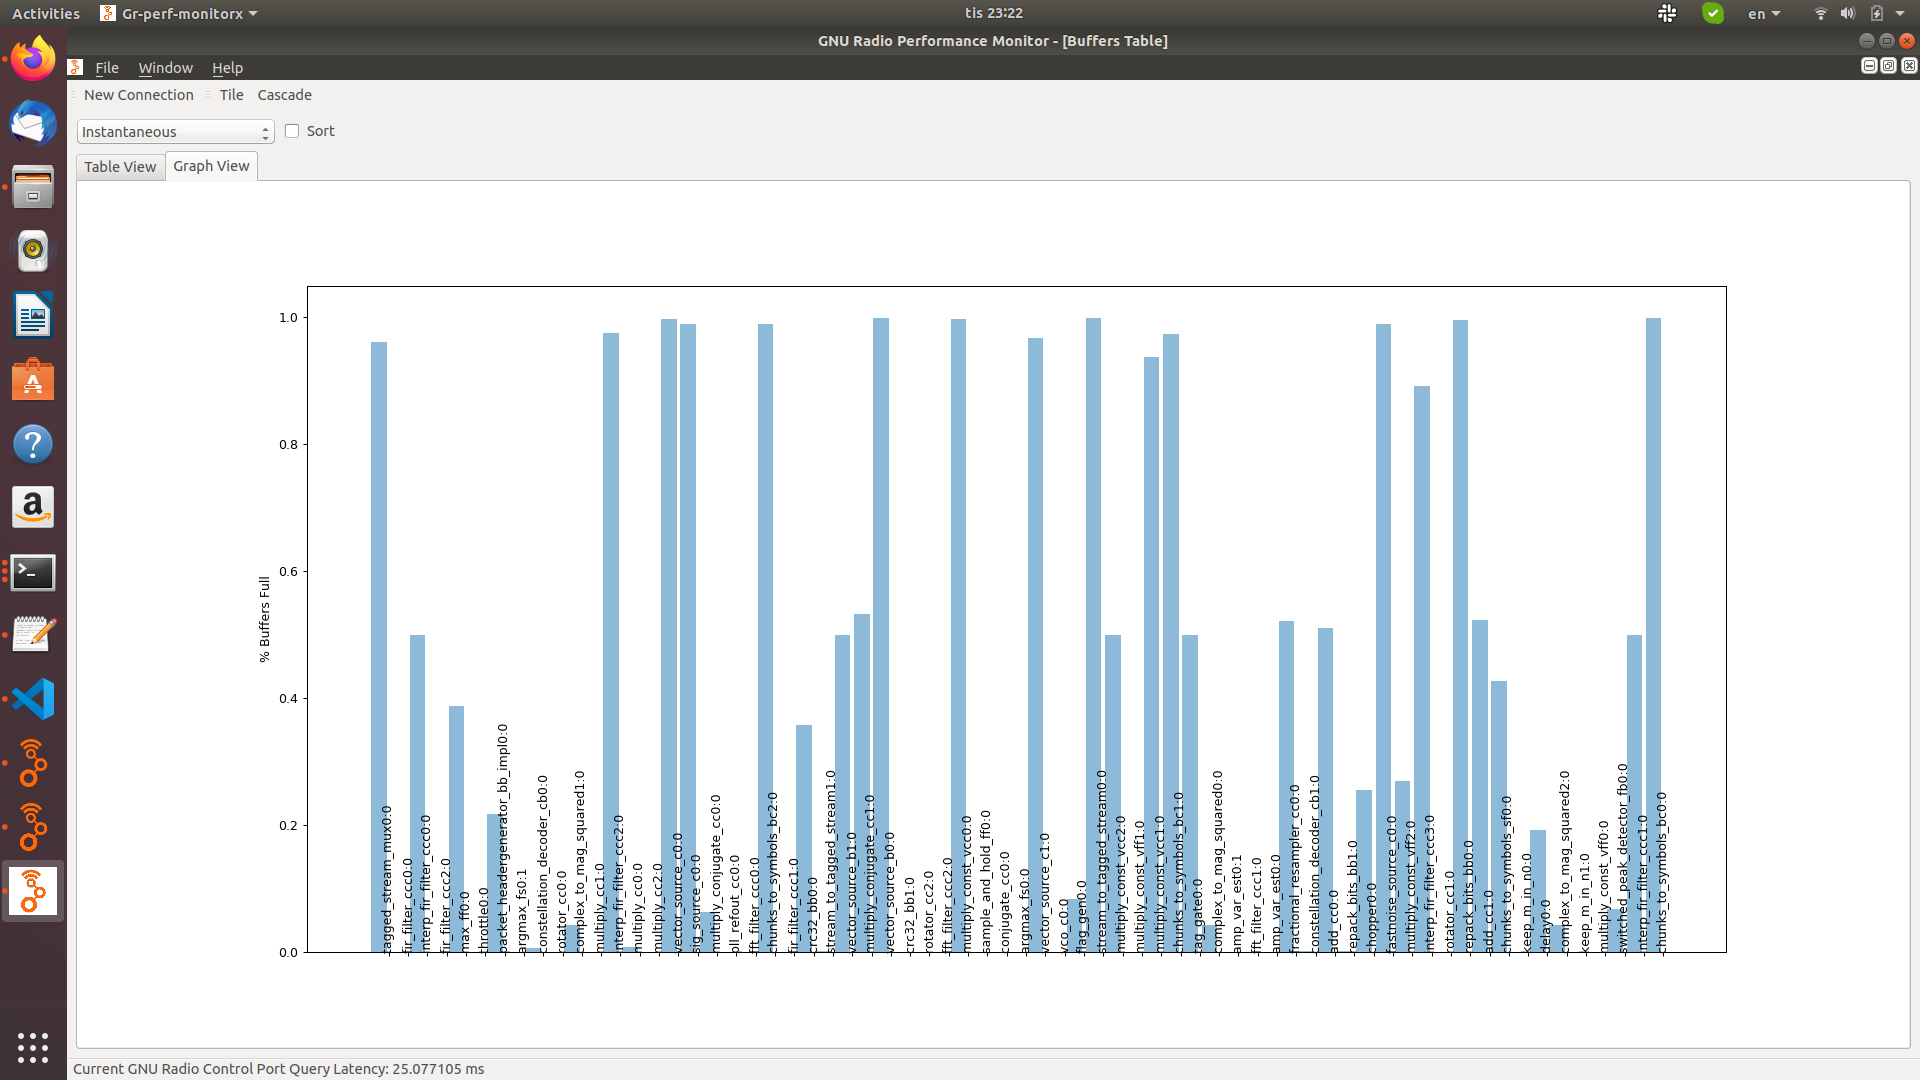 Activities
Gr-perf-monitorx
tis 23:22
en
GNU Radio Performance Monitor - [Buffers Table]
File Window Help
New Connection Tile Cascade
Instantaneous
Sort
Table View Graph View
1.0
0.8
0.6
0.4
0.2
0.0
% Buffers Full
tagged_stream_mux0:0
fir_filter_ccc0:0
interp_fir_filter_ccc0:0
fir_filter_ccc2:0
max_ff0:0
throttle0:0
packet_headergenerator_bb_impl0:0
argmax_fs0:1
constellation_decoder_cb0:0
rotator_cc0:0
complex_to_mag_squared1:0
multiply_cc1:0
interp_fir_filter_ccc2:0
multiply_cc0:0
multiply_cc2:0
vector_source_c0:0
sig_source_c0:0
multiply_conjugate_cc0:0
pll_refout_cc0:0
fft_filter_ccc0:0
chunks_to_symbols_bc2:0
fir_filter_ccc1:0
crc32_bb0:0
stream_to_tagged_stream1:0
vector_source_b1:0
multiply_conjugate_cc1:0
vector_source_b0:0
crc32_bb1:0
rotator_cc2:0
fft_filter_ccc2:0
multiply_const_vcc0:0
sample_and_hold_ff0:0
conjugate_cc0:0
argmax_fs0:0
vector_source_c1:0
vco_c0:0
flag_gen0:0
stream_to_tagged_stream0:0
multiply_const_vcc2:0
multiply_const_vff1:0
multiply_const_vcc1:0
chunks_to_symbols_bc1:0
tag_gate0:0
complex_to_mag_squared0:0
amp_var_est0:1
fft_filter_ccc1:0
amp_var_est0:0
fractional_resampler_cc0:0
constellation_decoder_cb1:0
add_cc0:0
repack_bits_bb1:0
chopper0:0
fastnoise_source_c0:0
multiply_const_vff2:0
interp_fir_filter_ccc3:0
rotator_cc1:0
repack_bits_bb0:0
add_cc1:0
chunks_to_symbols_sf0:0
keep_m_in_n0:0
delay0:0
complex_to_mag_squared2:0
keep_m_in_n1:0
multiply_const_vff0:0
switched_peak_detector_fb0:0
interp_fir_filter_ccc1:0
chunks_to_symbols_bc0:0
Current GNU Radio Control Port Query Latency: 25.077105 ms